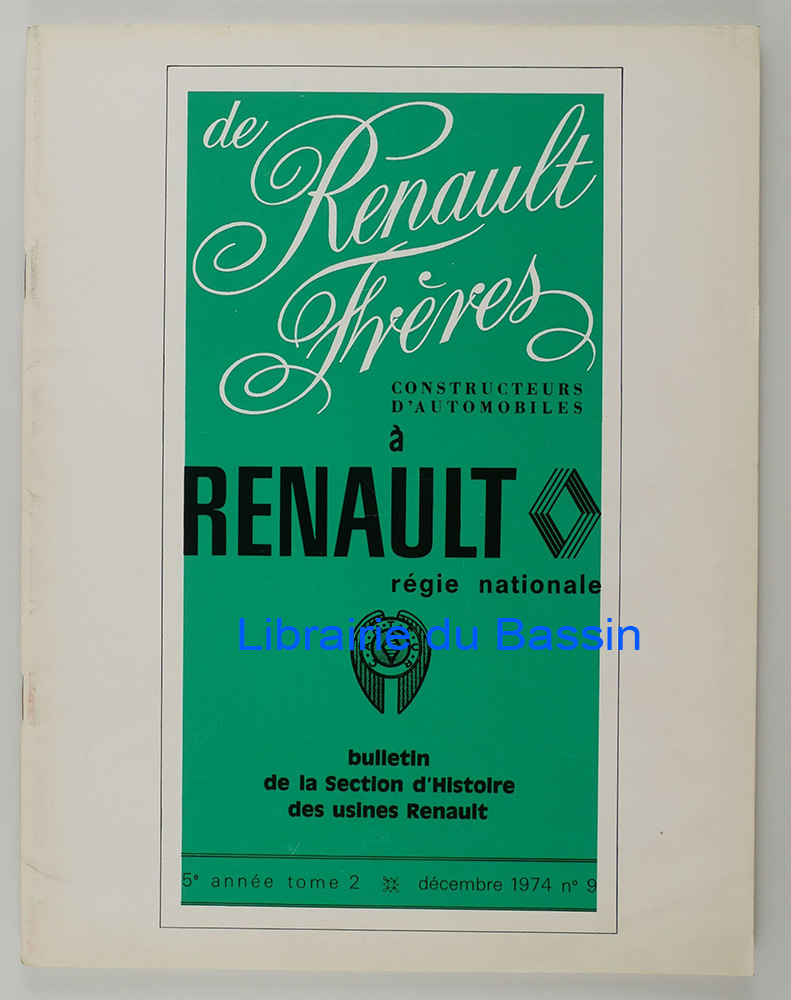 de
Renault
Frères
CONSTRUCTEURS
D'AUTOMOBILES
à
RENAULT
régie nationale
Librairie du Bassin
bulletin
de la Section d'Histoire
des usines Renault
5e année tome 2 décembre 1974 n° 9